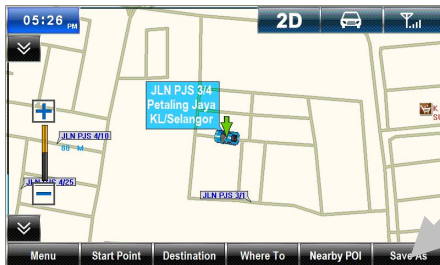 05:26 PM
2D
JLN PJS 3/4
Petaling Jaya
KL/Selangor
JLN PJS 4/10
80 M
JLN PJS 4/25
JLN PJS 3/1
Menu
Start Point
Destination
Where To
Nearby POI
Save As